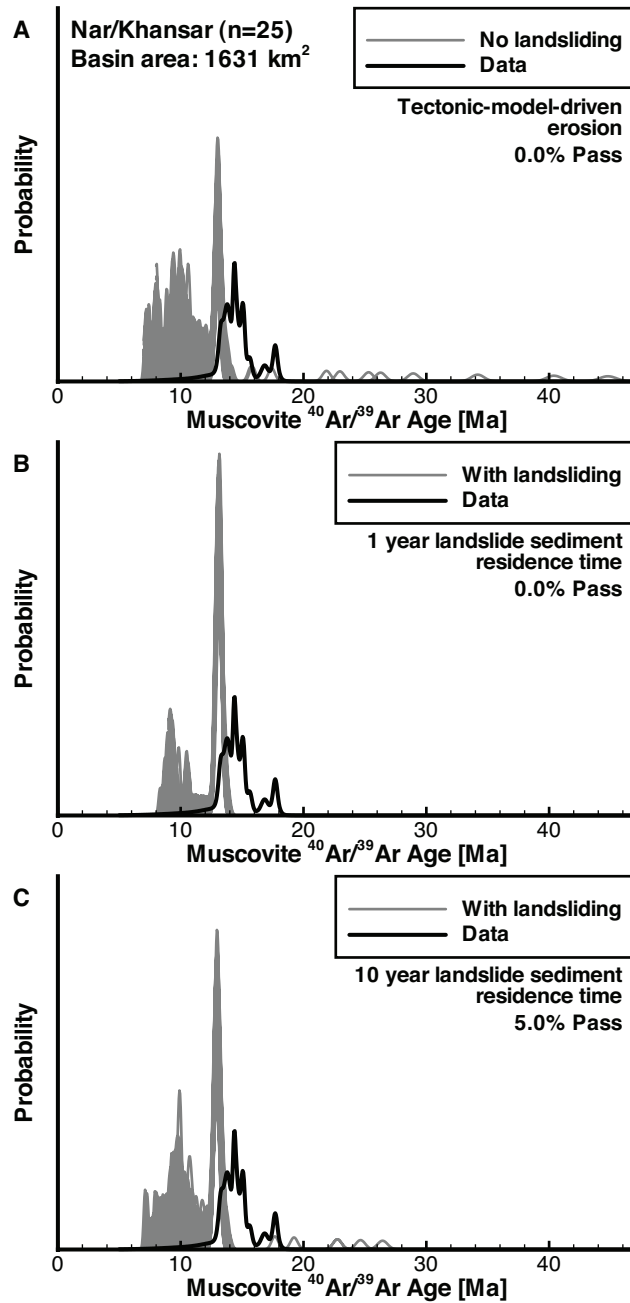 A
Nar/Khansar (n=25)
Basin area: 1631 km²
No landsliding
Data
Tectonic-model-driven
erosion
0.0% Pass
Probability
0 10 20 30 40
Muscovite ⁴⁰Ar/³⁹Ar Age [Ma]
B
With landsliding
Data
1 year landslide sediment
residence time
0.0% Pass
Probability
0 10 20 30 40
Muscovite ⁴⁰Ar/³⁹Ar Age [Ma]
C
With landsliding
Data
10 year landslide sediment
residence time
5.0% Pass
Probability
0 10 20 30 40
Muscovite ⁴⁰Ar/³⁹Ar Age [Ma]